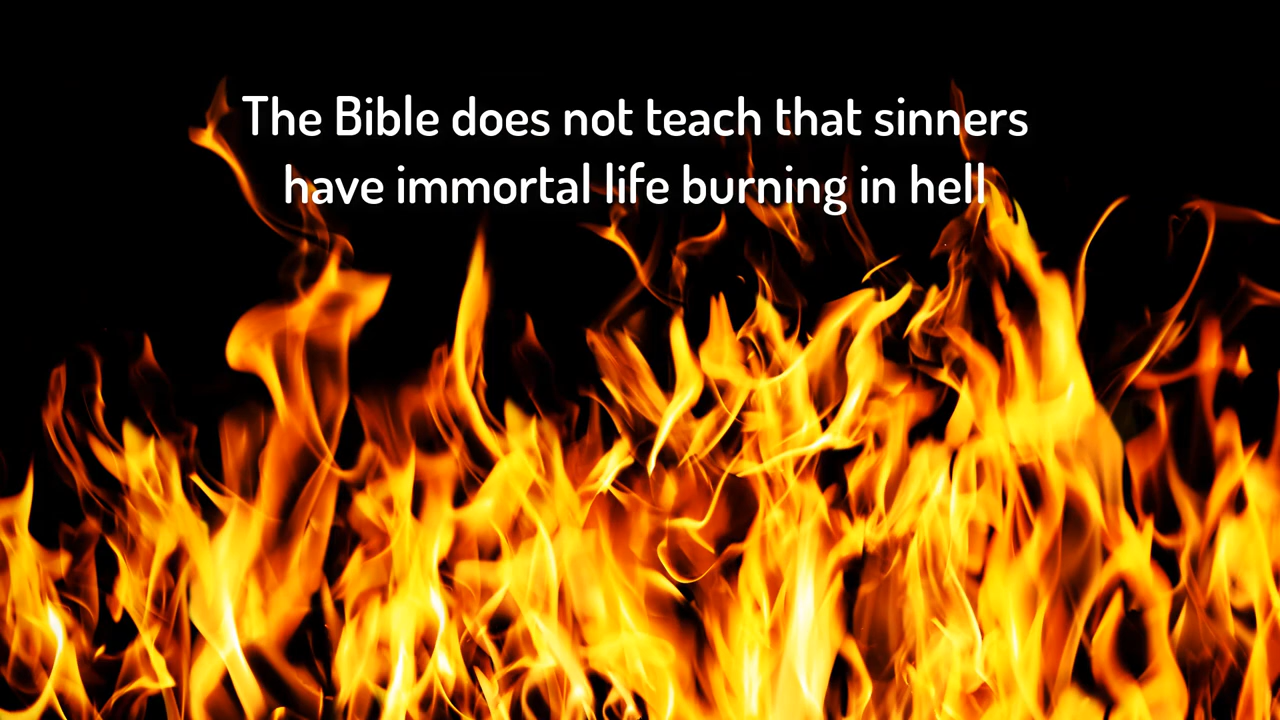 The Bible does not teach that sinners
have immortal life burning in hell